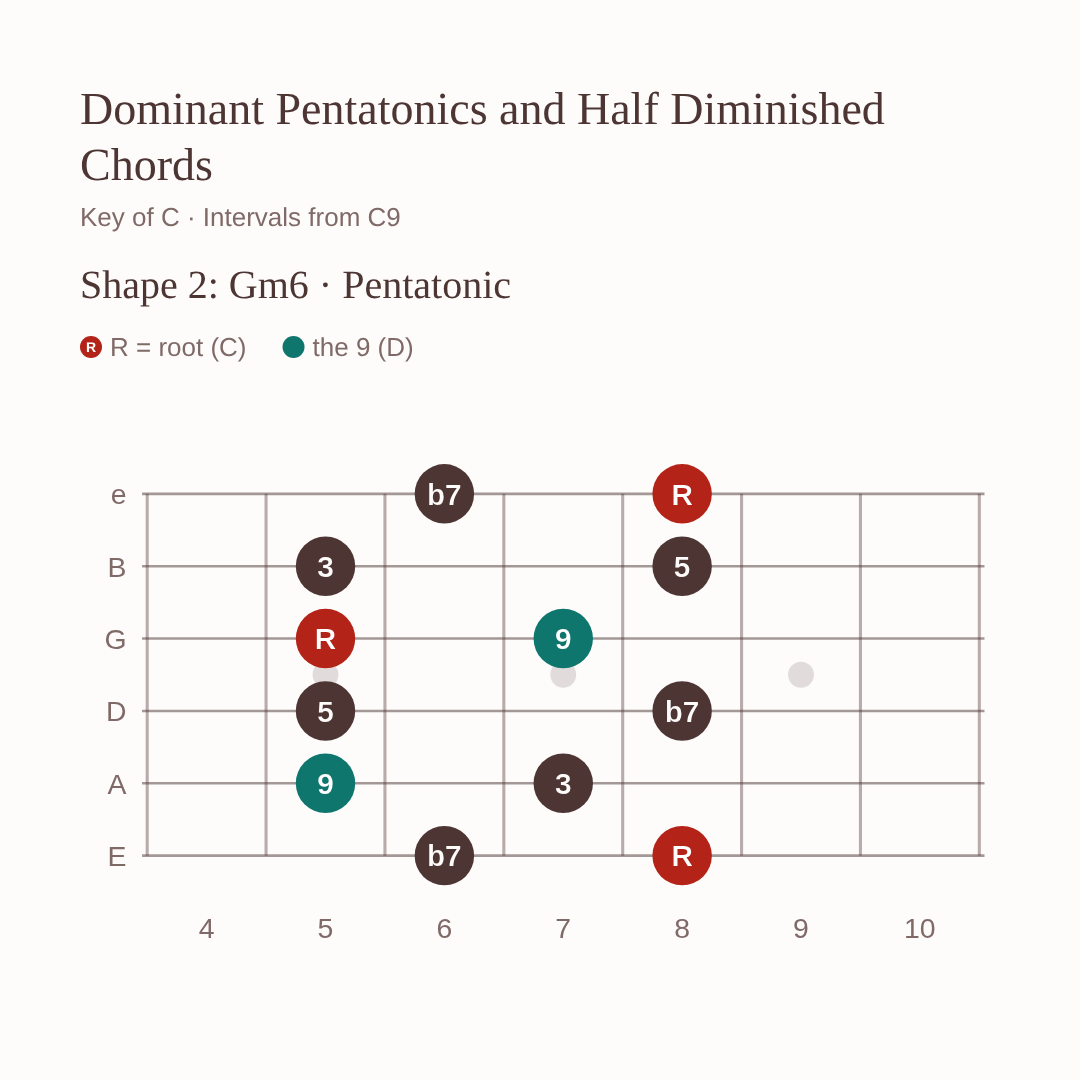 Dominant Pentatonics and Half Diminished
Chords
Key of C · Intervals from C9
Shape 2: Gm6 · Pentatonic
R R = root (C) the 9 (D)
e b7 R
B 3 5
G R 9
D 5 b7
A 9 3
E b7 R
4 5 6 7 8 9 10